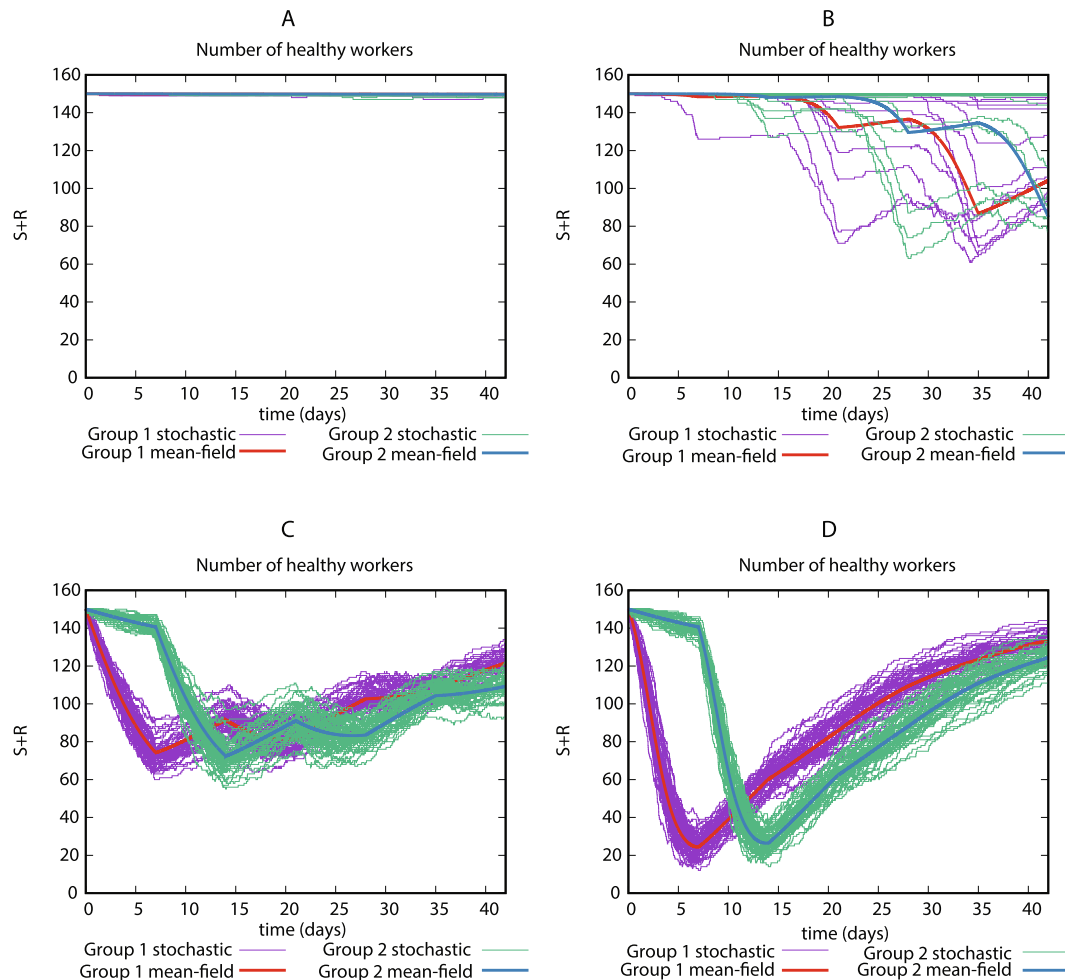 A
Number of healthy workers
160
140
120
100
80
60
40
20
0
S+R
0 5 10 15 20 25 30 35 40
time (days)
Group 1 stochastic Group 2 stochastic
Group 1 mean-field Group 2 mean-field
B
Number of healthy workers
160
140
120
100
80
60
40
20
0
S+R
0 5 10 15 20 25 30 35 40
time (days)
Group 1 stochastic Group 2 stochastic
Group 1 mean-field Group 2 mean-field
C
Number of healthy workers
160
140
120
100
80
60
40
20
0
S+R
0 5 10 15 20 25 30 35 40
time (days)
Group 1 stochastic Group 2 stochastic
Group 1 mean-field Group 2 mean-field
D
Number of healthy workers
160
140
120
100
80
60
40
20
0
S+R
0 5 10 15 20 25 30 35 40
time (days)
Group 1 stochastic Group 2 stochastic
Group 1 mean-field Group 2 mean-field